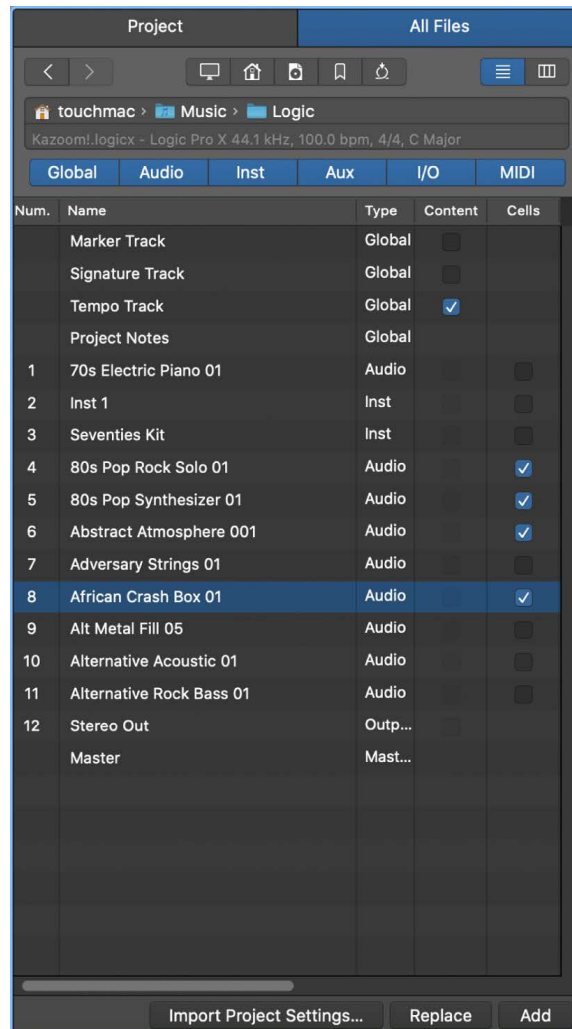 Project All Files
touchmac > Music > Logic
Kazoom!.logicx - Logic Pro X 44.1 kHz, 100.0 bpm, 4/4, C Major
Global Audio Inst Aux I/O MIDI
Num. Name Type Content Cells
Marker Track Global
Signature Track Global
Tempo Track Global
Project Notes Global
1 70s Electric Piano 01 Audio
2 Inst 1 Inst
3 Seventies Kit Inst
4 80s Pop Rock Solo 01 Audio
5 80s Pop Synthesizer 01 Audio
6 Abstract Atmosphere 001 Audio
7 Adversary Strings 01 Audio
8 African Crash Box 01 Audio
9 Alt Metal Fill 05 Audio
10 Alternative Acoustic 01 Audio
11 Alternative Rock Bass 01 Audio
12 Stereo Out Outp...
Master Mast...
Import Project Settings... Replace Add